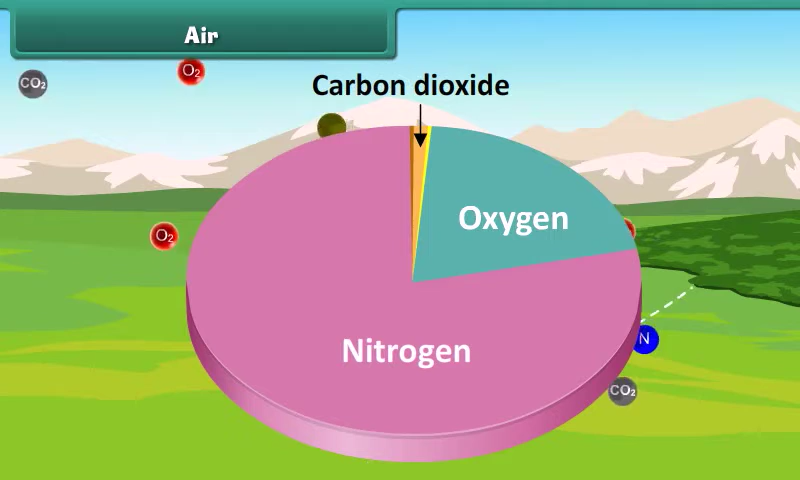 Air
CO₂
O₂
Carbon dioxide
Oxygen
O₂
Nitrogen
N
CO₂